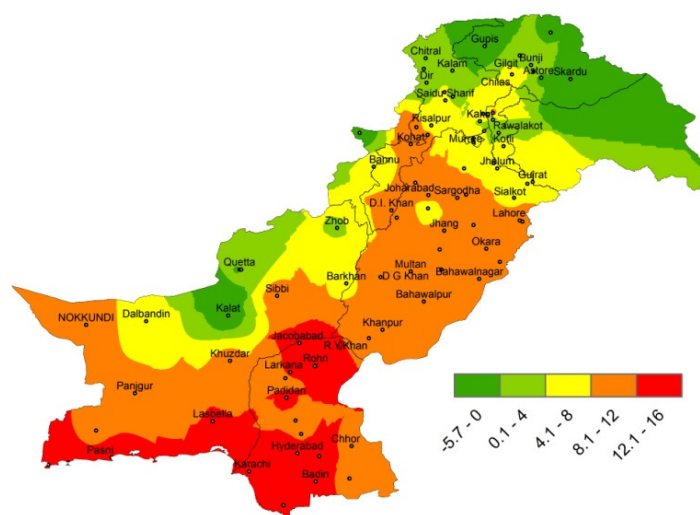 Gupis
Chitral
Bunji
Kalam
Gilgit
Dir
Astore
Skardu
Chilas
Saidu Sharif
Kakul
Risalpur
Rawalakot
Kohat
Murree
Kotli
Bannu
Jhelum
Gujrat
Joharabad
Sargodha
Sialkot
D.I. Khan
Lahore
Zhob
Jhang
Okara
Quetta
Multan
Barkhan
D G Khan
Bahawalnagar
Sibbi
Bahawalpur
Kalat
Dalbandin
NOKKUNDI
Khanpur
Jacobabad
R.Y.Khan
Khuzdar
Rohri
Larkana
Panjgur
Padidan
Lasbella
Pasni
Hyderabad
Chhor
Karachi
Badin
-5.7 - 0
0.1 - 4
4.1 - 8
8.1 - 12
12.1 - 16